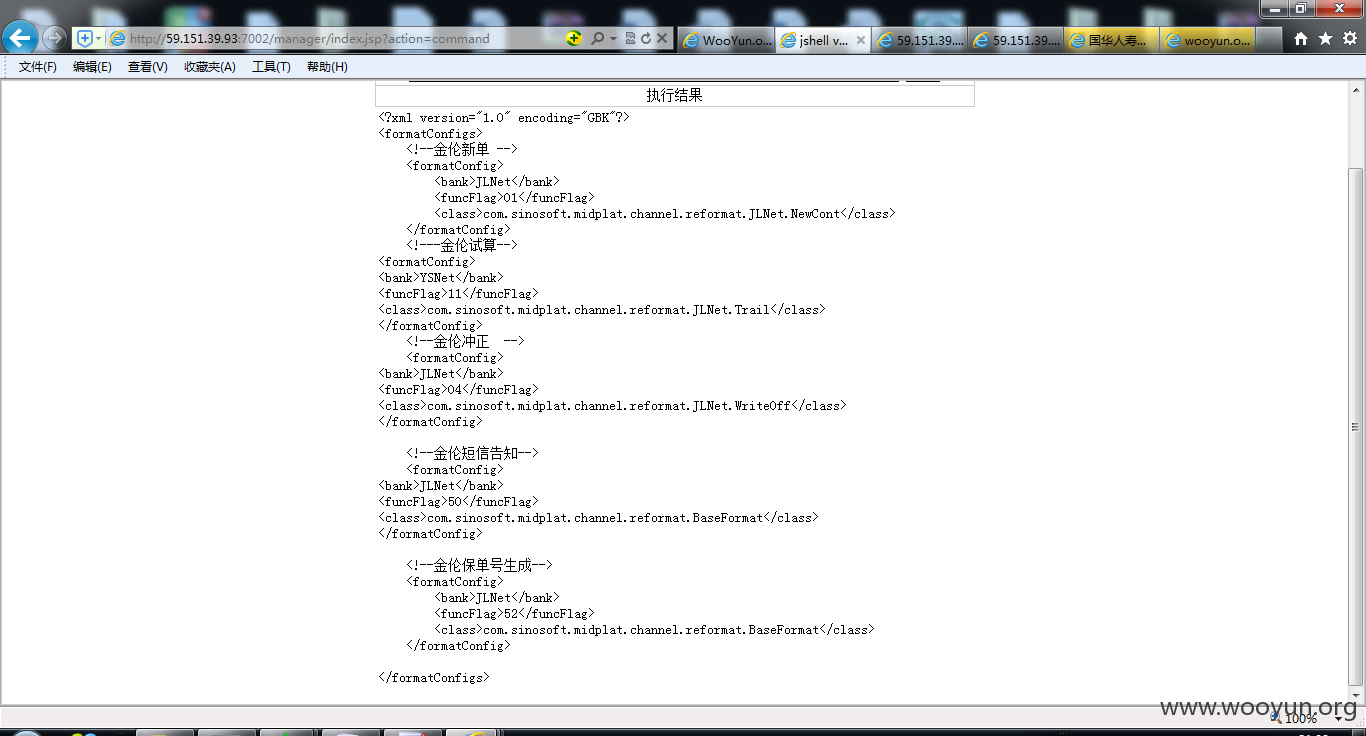 http://59.151.39.93:7002/manager/index.jsp?action=command
WooYun.o...
jshell v...
59.151.39....
59.151.39....
国华人寿...
wooyun.o...
文件(F) 编辑(E) 查看(V) 收藏夹(A) 工具(T) 帮助(H)
执行结果
<?xml version="1.0" encoding="GBK"?>
<formatConfigs>
<!--金伦新单 -->
<formatConfig>
<bank>JLNet</bank>
<funcFlag>01</funcFlag>
<class>com.sinosoft.midplat.channel.reformat.JLNet.NewCont</class>
</formatConfig>
<!---金伦试算-->
<formatConfig>
<bank>YSNet</bank>
<funcFlag>11</funcFlag>
<class>com.sinosoft.midplat.channel.reformat.JLNet.Trail</class>
</formatConfig>
<!--金伦冲正  -->
<formatConfig>
<bank>JLNet</bank>
<funcFlag>04</funcFlag>
<class>com.sinosoft.midplat.channel.reformat.JLNet.WriteOff</class>
</formatConfig>
<!--金伦短信告知-->
<formatConfig>
<bank>JLNet</bank>
<funcFlag>50</funcFlag>
<class>com.sinosoft.midplat.channel.reformat.BaseFormat</class>
</formatConfig>
<!--金伦保单号生成-->
<formatConfig>
<bank>JLNet</bank>
<funcFlag>52</funcFlag>
<class>com.sinosoft.midplat.channel.reformat.BaseFormat</class>
</formatConfig>
</formatConfigs>
www.wooyun.org
100%